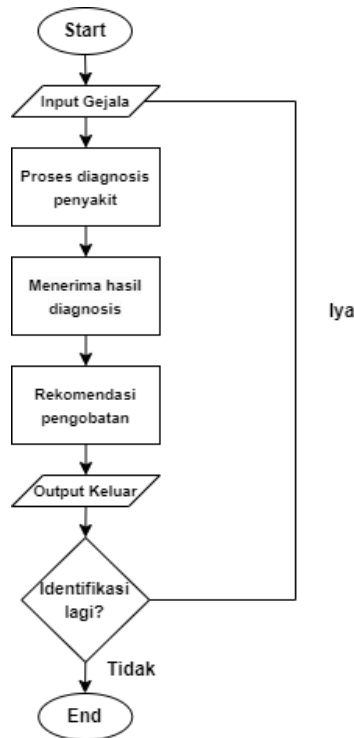 Start
Input Gejala
Proses diagnosis
penyakit
Menerima hasil
diagnosis
Iya
Rekomendasi
pengobatan
Output Keluar
Identifikasi
lagi?
Tidak
End